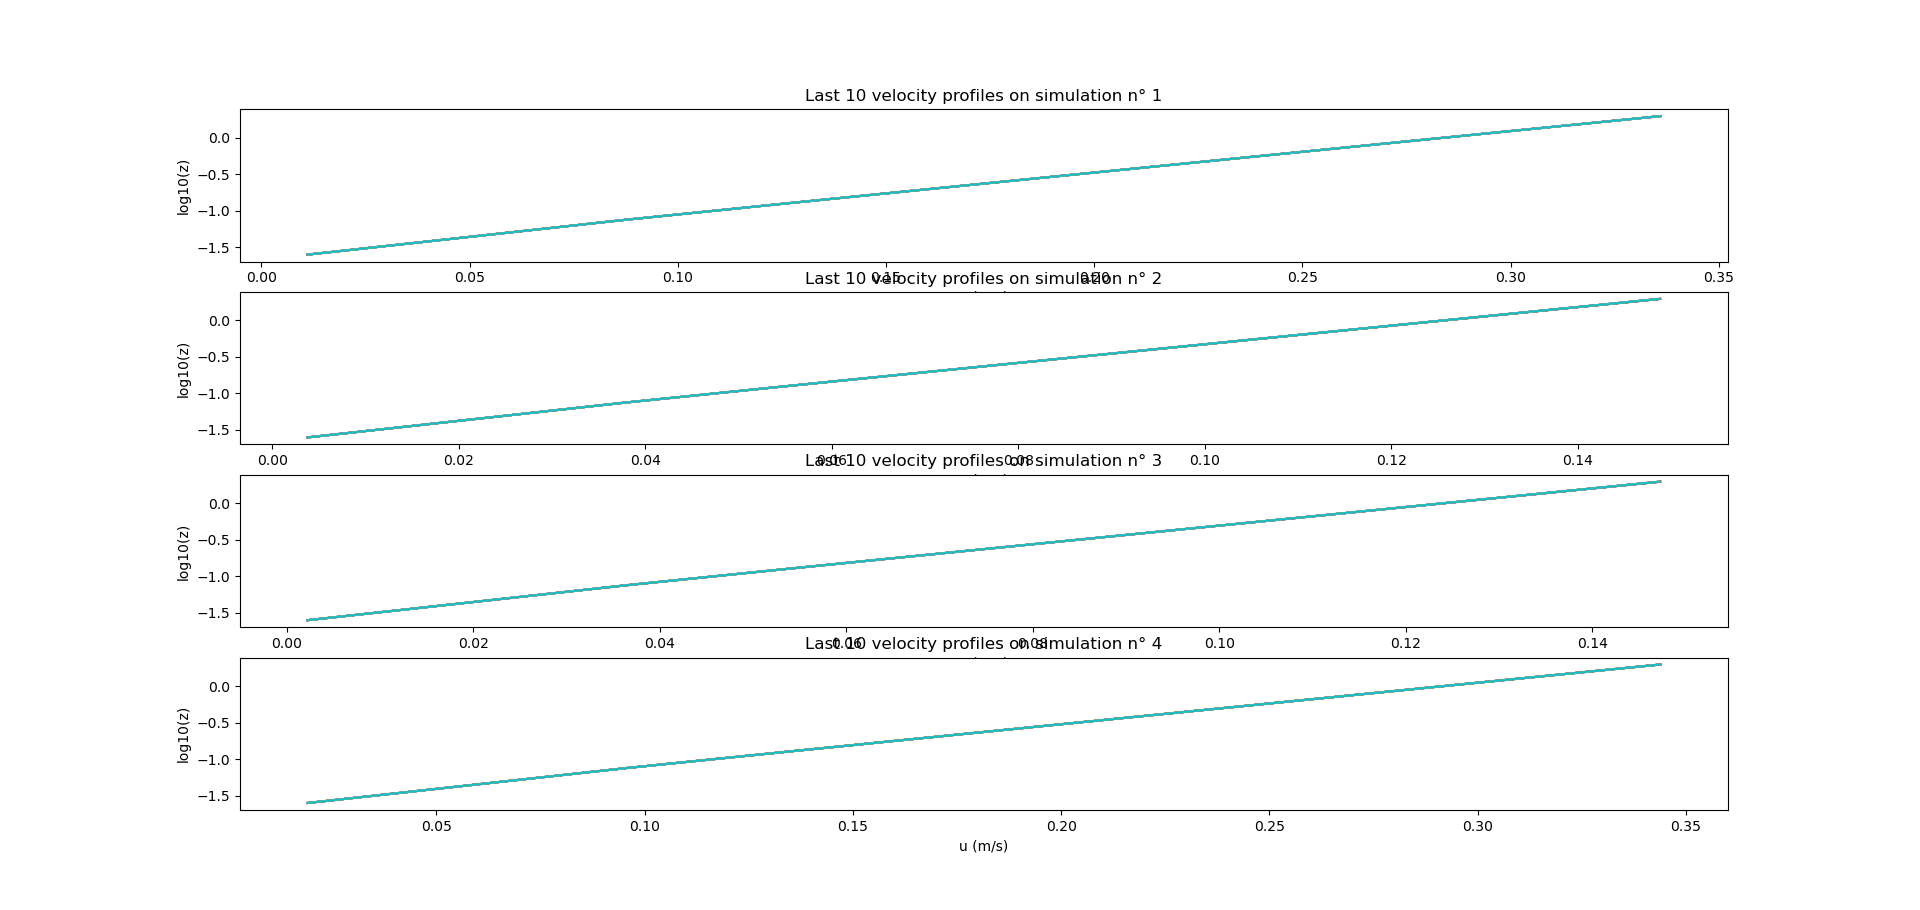 Last 10 velocity profiles on simulation n° 1
0.0
−0.5
−1.0
−1.5
log10(z)
0.00 0.05 0.10 0.15 0.20 0.25 0.30 0.35
Last 10 velocity profiles on simulation n° 2
0.0
−0.5
−1.0
−1.5
log10(z)
0.00 0.02 0.04 0.06 0.08 0.10 0.12 0.14
Last 10 velocity profiles on simulation n° 3
0.0
−0.5
−1.0
−1.5
log10(z)
0.00 0.02 0.04 0.06 0.08 0.10 0.12 0.14
Last 10 velocity profiles on simulation n° 4
0.0
−0.5
−1.0
−1.5
log10(z)
0.05 0.10 0.15 0.20 0.25 0.30 0.35
u (m/s)